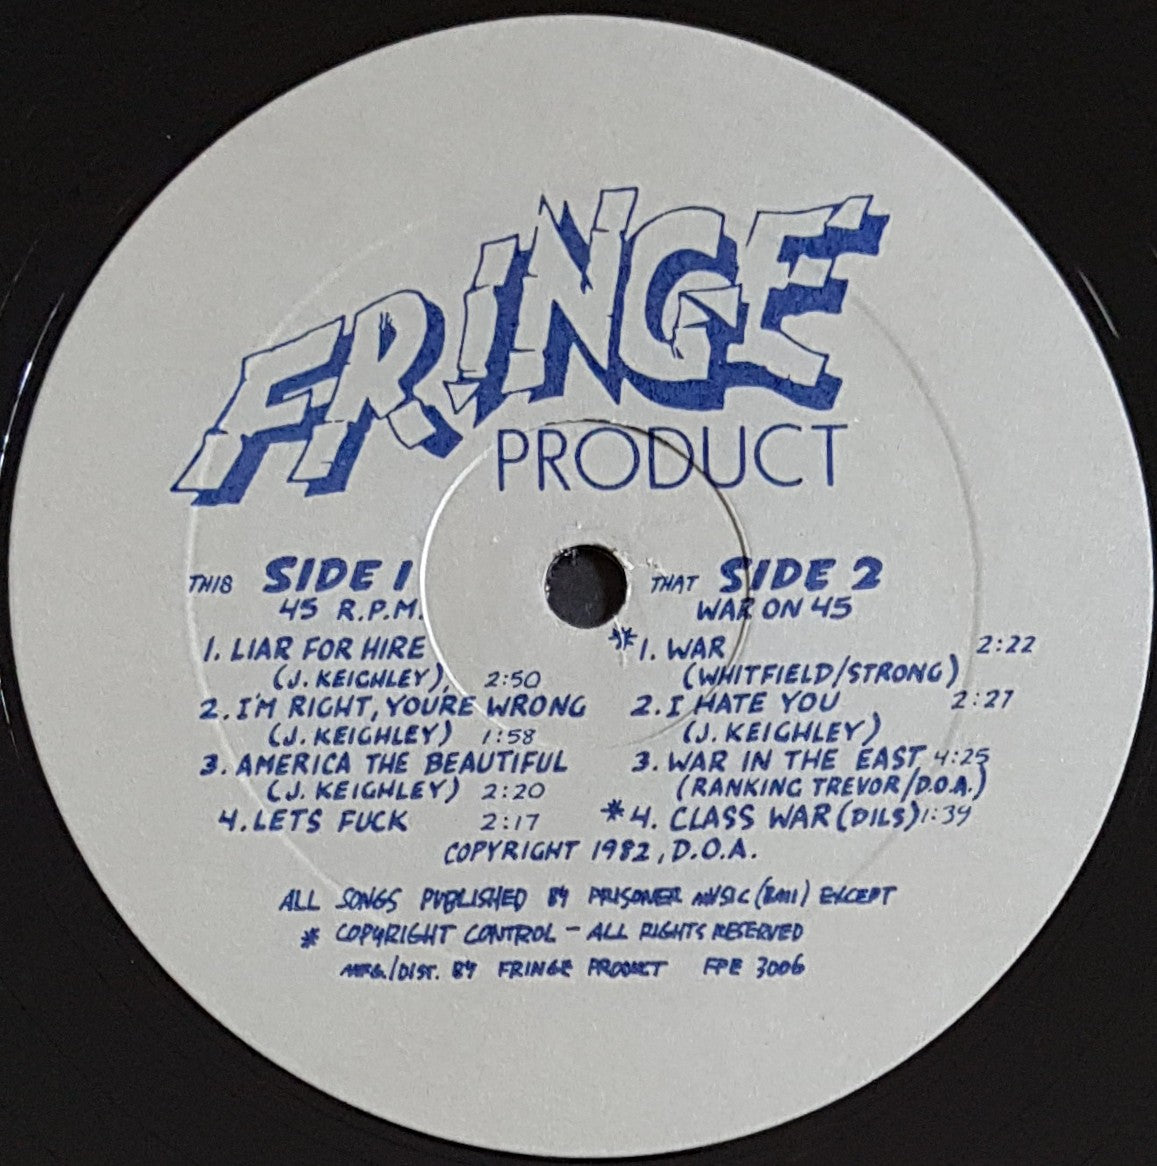 FRINGE
PRODUCT
THIS SIDE 1
45 R.P.M.
1. LIAR FOR HIRE
(J. KEIGHLEY), 2:50
2. I'M RIGHT, YOURE WRONG
(J. KEIGHLEY) 1:58
3. AMERICA THE BEAUTIFUL
(J. KEIGHLEY) 2:20
4. LETS FUCK 2:17
THAT SIDE 2
WAR ON 45
*1. WAR 2:22
(WHITFIELD/STRONG)
2. I HATE YOU 2:27
(J. KEIGHLEY)
3. WAR IN THE EAST 4:25
(RANKING TREVOR/D.O.A.)
*4. CLASS WAR (DILS) 1:39
COPYRIGHT 1982, D.O.A.
ALL SONGS PUBLISHED BY PRISONER MUSIC (BMI) EXCEPT
* COPYRIGHT CONTROL - ALL RIGHTS RESERVED
MFG./DIST. BY FRINGE PRODUCT FPE 3006